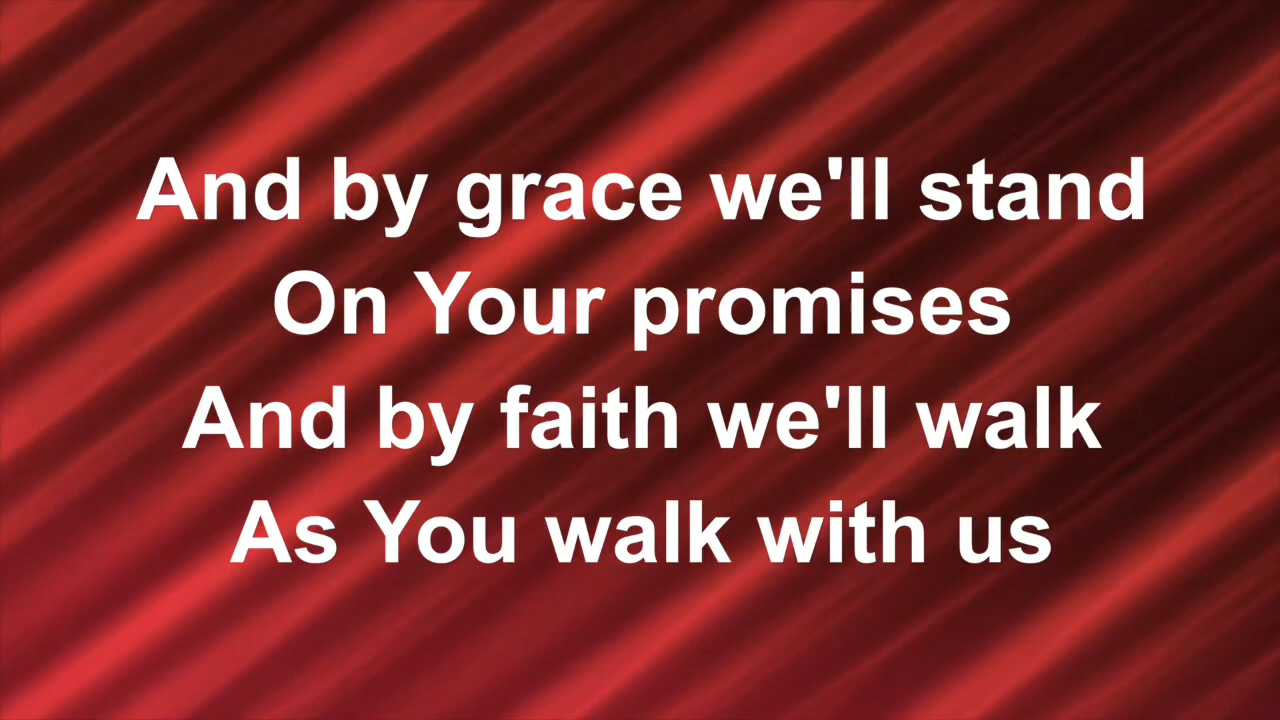 And by grace we'll stand
On Your promises
And by faith we'll walk
As You walk with us